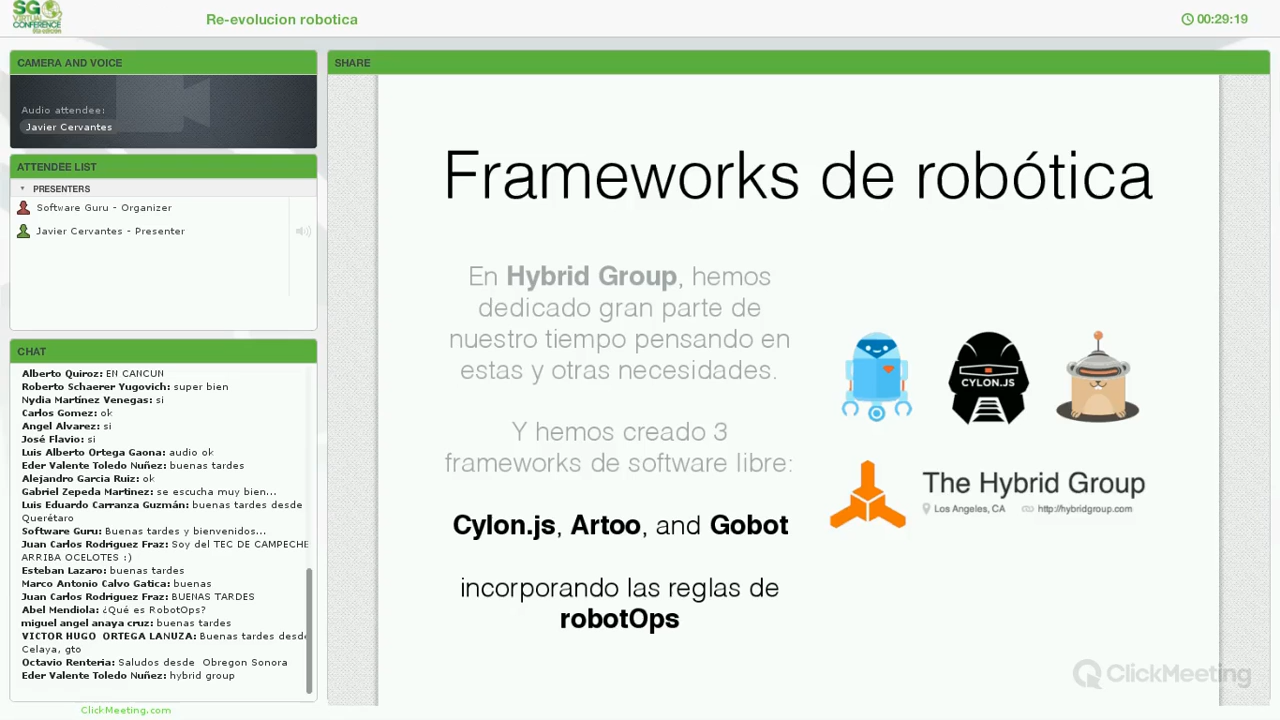 SG
VIRTUAL
CONFERENCE
Re-evolucion robotica
00:29:19
CAMERA AND VOICE
Audio attendee:
Javier Cervantes
ATTENDEE LIST
PRESENTERS
Software Guru - Organizer
Javier Cervantes - Presenter
CHAT
Alberto Quiroz: EN CANCUN
Roberto Schaerer Yugovich: super bien
Nydia Martínez Venegas: si
Carlos Gomez: ok
Angel Alvarez: si
José Flavio: si
Luis Alberto Ortega Gaona: audio ok
Eder Valente Toledo Nuñez: buenas tardes
Alejandro Garcia Ruiz: ok
Gabriel Zepeda Martinez: se escucha muy bien...
Luis Eduardo Carranza Guzmán: buenas tardes desde
Querétaro
Software Guru: Buenas tardes y bienvenidos...
Juan Carlos Rodriguez Fraz: Soy del TEC DE CAMPECHE
ARRIBA OCELOTES :)
Esteban Lazaro: buenas tardes
Marco Antonio Calvo Gatica: buenas
Juan Carlos Rodriguez Fraz: BUENAS TARDES
Abel Mendiola: ¿Qué es RobotOps?
miguel angel anaya cruz: buenas tardes
VICTOR HUGO ORTEGA LANUZA: Buenas tardes desde
Celaya, gto
Octavio Renteria: Saludos desde Obregon Sonora
Eder Valente Toledo Nuñez: hybrid group
ClickMeeting.com
SHARE
Frameworks de robótica
En Hybrid Group, hemos
dedicado gran parte de
nuestro tiempo pensando en
estas y otras necesidades.
Y hemos creado 3
frameworks de software libre:
Cylon.js, Artoo, and Gobot
incorporando las reglas de
robotOps
CYLON.JS
The Hybrid Group
Los Angeles, CA http://hybridgroup.com
ClickMeeting